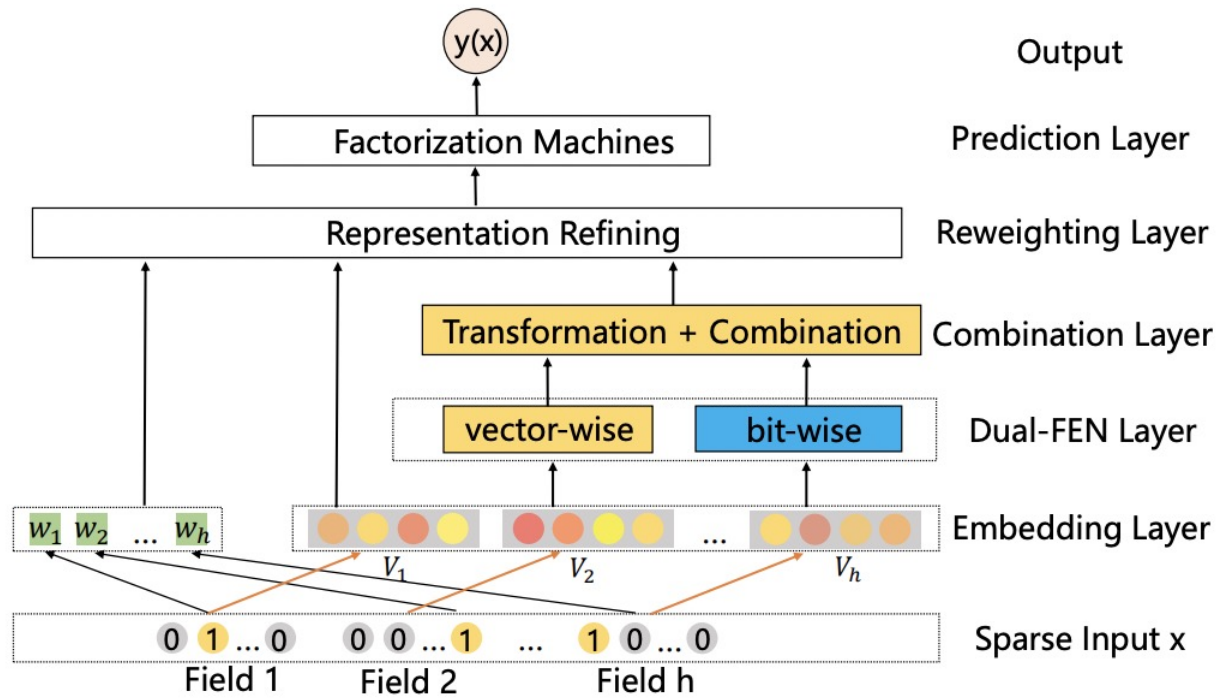 y(x) Output
Factorization Machines Prediction Layer
Representation Refining Reweighting Layer
Transformation + Combination Combination Layer
vector-wise bit-wise Dual-FEN Layer
w₁ w₂ ... wₕ ... Embedding Layer
V₁ V₂ Vₕ
0 1 ... 0 0 0 ... 1 ... 1 0 ... 0 Sparse Input x
Field 1 Field 2 Field h